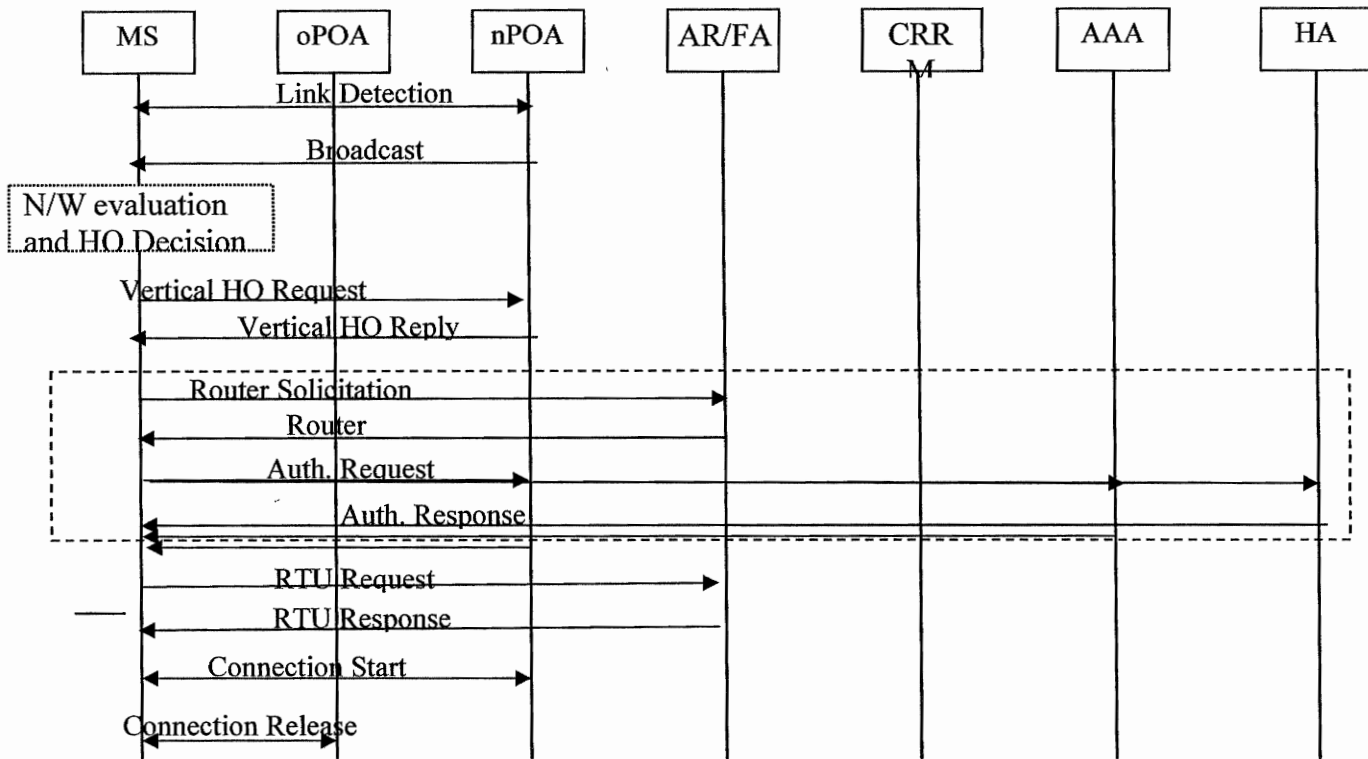 MS
oPOA
nPOA
AR/FA
CRR
M
AAA
HA
Link Detection
Broadcast
N/W evaluation
and HO Decision
Vertical HO Request
Vertical HO Reply
Router Solicitation
Router
Auth. Request
Auth. Response
RTU Request
RTU Response
Connection Start
Connection Release